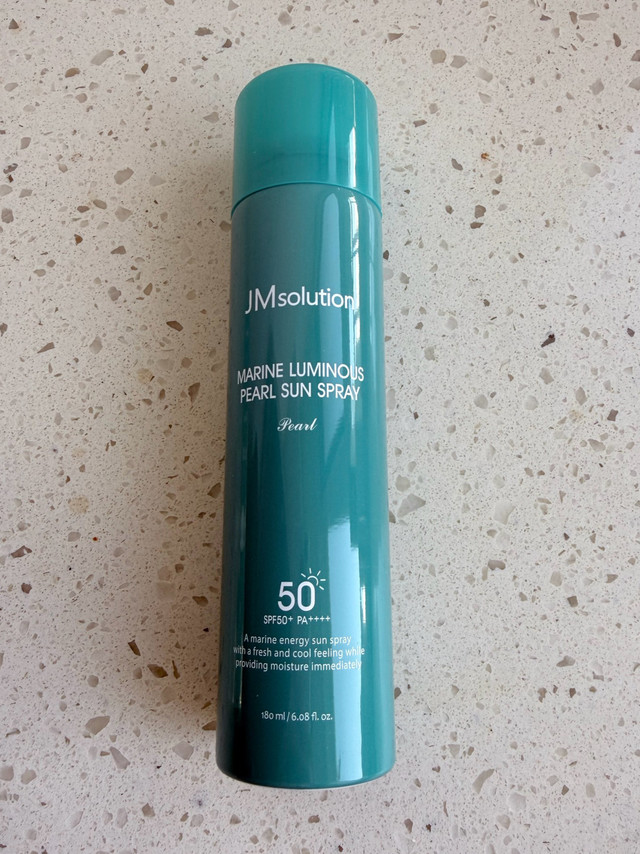 JMsolution
MARINE LUMINOUS
PEARL SUN SPRAY
Pearl
50
SPF50+ PA++++
A marine energy sun spray
with a fresh and cool feeling while
providing moisture immediately
180 ml / 6.08 fl. oz.